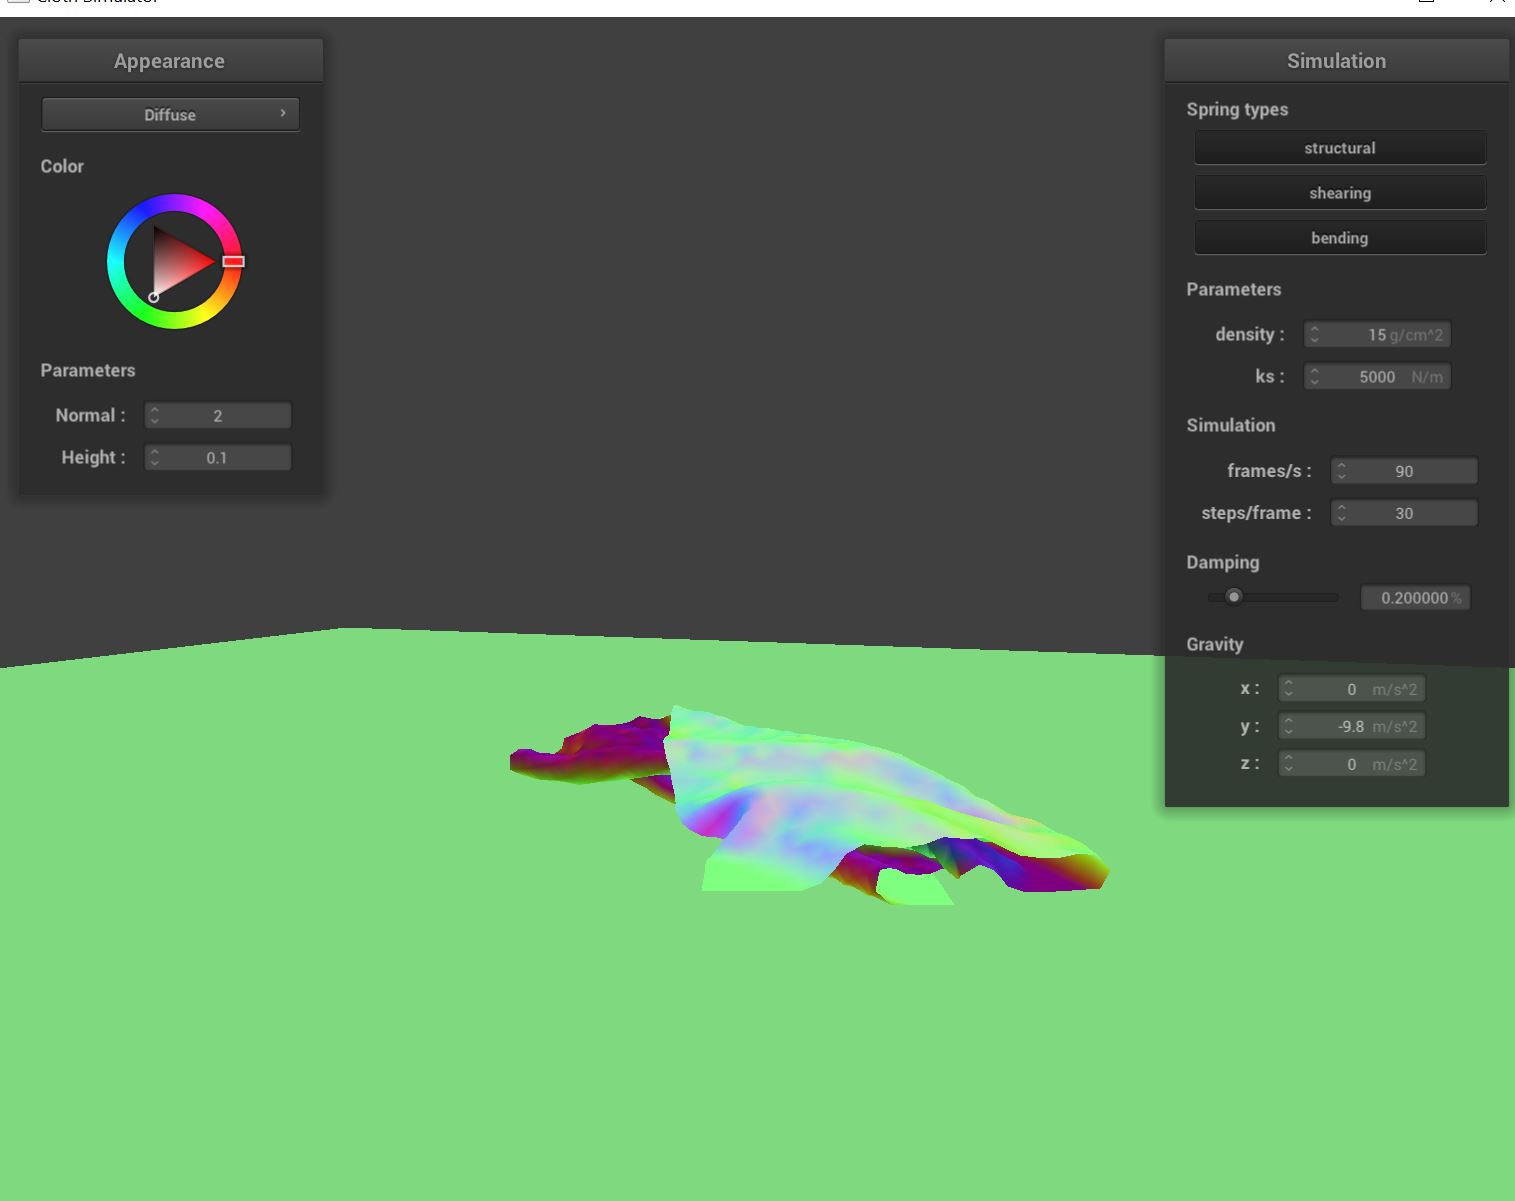 Cloth Simulator
Appearance
Diffuse
Color
Parameters
Normal : 2
Height : 0.1
Simulation
Spring types
structural
shearing
bending
Parameters
density : 15 g/cm^2
ks : 5000 N/m
Simulation
frames/s : 90
steps/frame : 30
Damping
0.200000 %
Gravity
x : 0 m/s^2
y : -9.8 m/s^2
z : 0 m/s^2